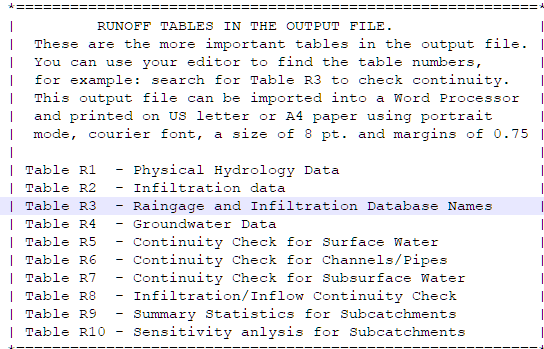 *=====================================================*
|         RUNOFF TABLES IN THE OUTPUT FILE.           |
|  These are the more important tables in the output file. |
|  You can use your editor to find the table numbers, |
|  for example: search for Table R3 to check continuity. |
|  This output file can be imported into a Word Processor |
|  and printed on US letter or A4 paper using portrait |
|  mode, courier font, a size of 8 pt. and margins of 0.75 |
|                                                     |
| Table R1  - Physical Hydrology Data                 |
| Table R2  - Infiltration data                       |
| Table R3  - Raingage and Infiltration Database Names |
| Table R4  - Groundwater Data                        |
| Table R5  - Continuity Check for Surface Water      |
| Table R6  - Continuity Check for Channels/Pipes     |
| Table R7  - Continuity Check for Subsurface Water   |
| Table R8  - Infiltration/Inflow Continuity Check    |
| Table R9  - Summary Statistics for Subcatchments    |
| Table R10 - Sensitivity anlysis for Subcatchments   |
*=====================================================*